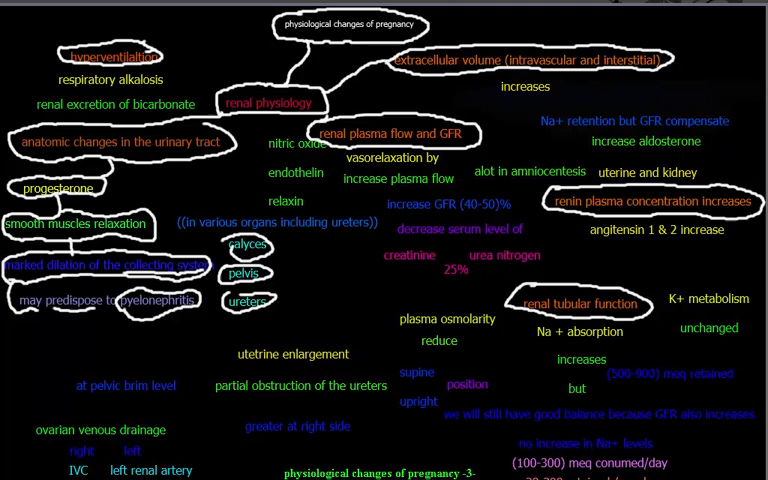 physiological changes of pregnancy
hyperventilaltion
respiratory alkalosis
renal excretion of bicarbonate
renal physiology
extracellular volume (intravascular and interstitial)
increases
Na+ retention but GFR compensate
increase aldosterone
anatomic changes in the urinary tract
progesterone
smooth muscles relaxation
((in various organs including ureters))
marked dilation of the collecting system
may predispose to pyelonephritis
calyces
pelvis
ureters
nitric oxide
endothelin
relaxin
renal plasma flow and GFR
vasorelaxation by
increase plasma flow
increase GFR (40-50)%
decrease serum level of
creatinine urea nitrogen
25%
alot in amniocentesis uterine and kidney
renin plasma concentration increases
angitensin 1 & 2 increase
renal tubular function
K+ metabolism
unchanged
Na + absorption
increases
(500-900) meq retained
but
we will still have good balance because GFR also increases
no increase in Na+ levels
(100-300) meq conumed/day
plasma osmolarity
reduce
supine
position
upright
utetrine enlargement
at pelvic brim level
partial obstruction of the ureters
greater at right side
ovarian venous drainage
right left
IVC left renal artery
physiological changes of pregnancy -3-